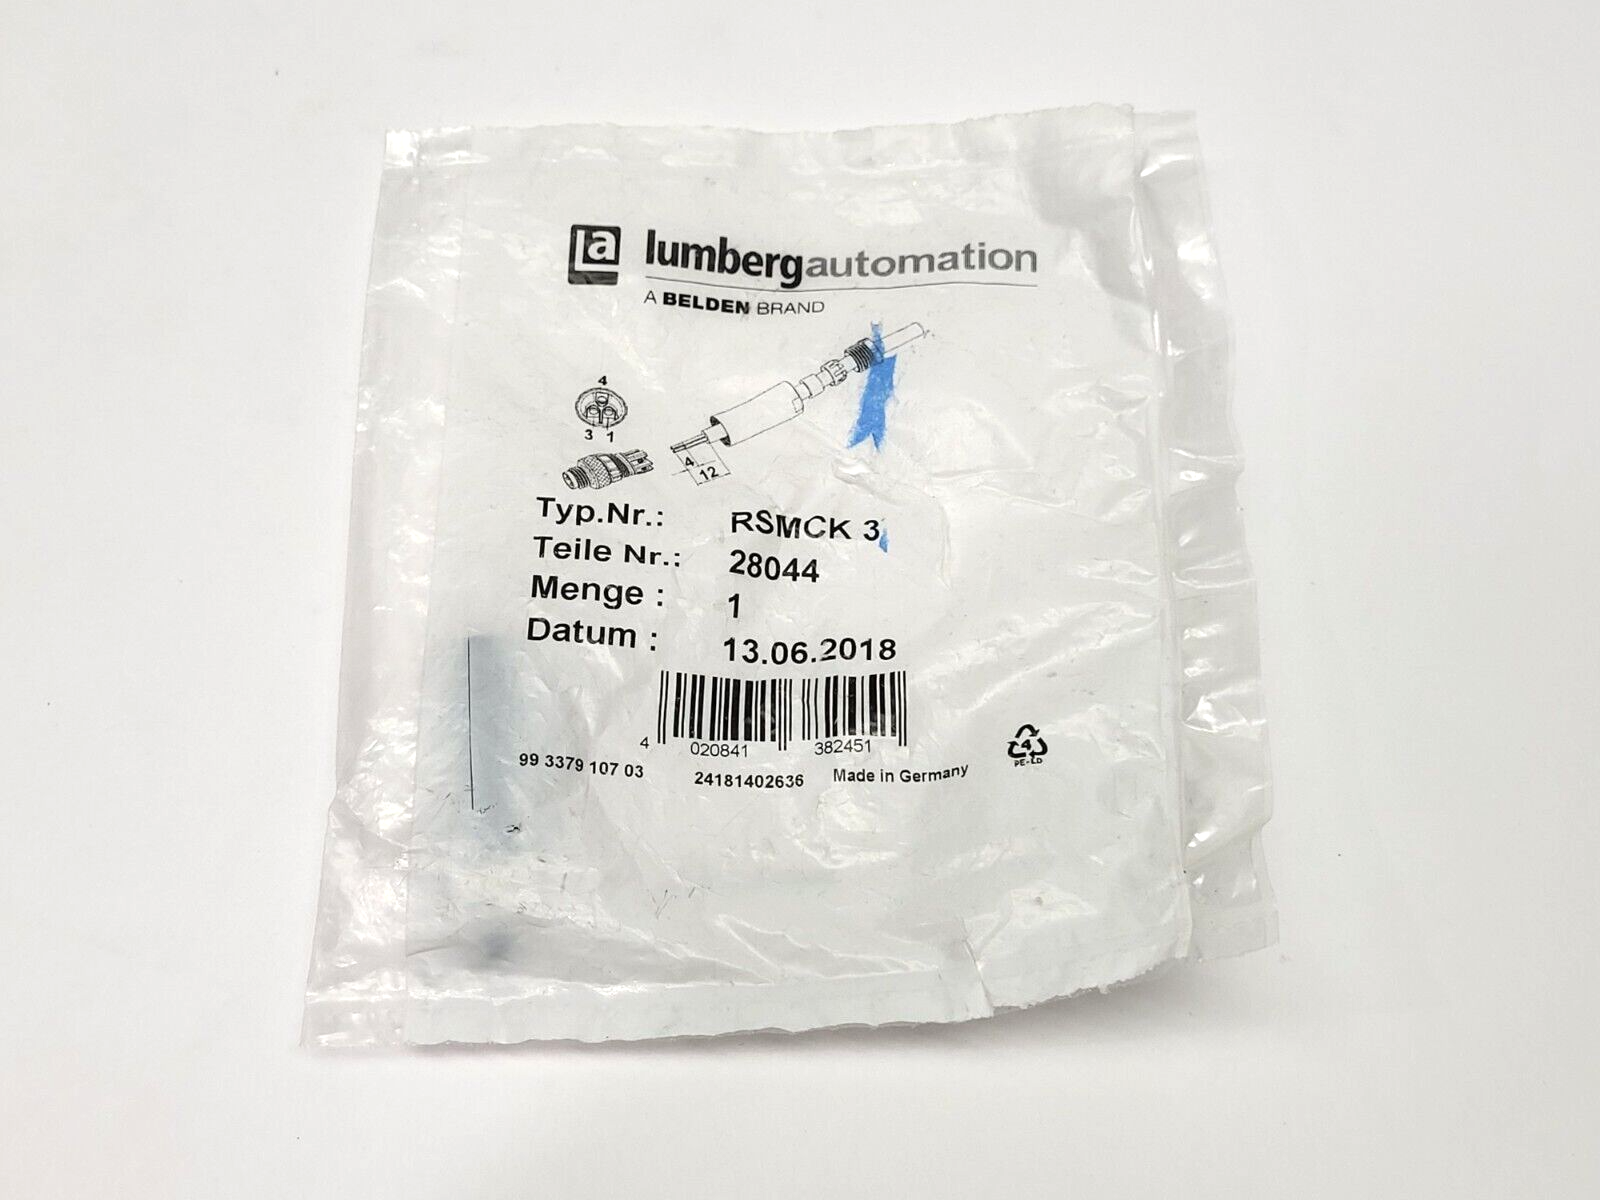 la lumbergautomation
A BELDEN BRAND
4
3 1
4
12
Typ.Nr.: RSMCK 3
Teile Nr.: 28044
Menge : 1
Datum : 13.06.2018
4 020841 382451
99 3379 107 03 24181402636 Made in Germany
4
PE-LD